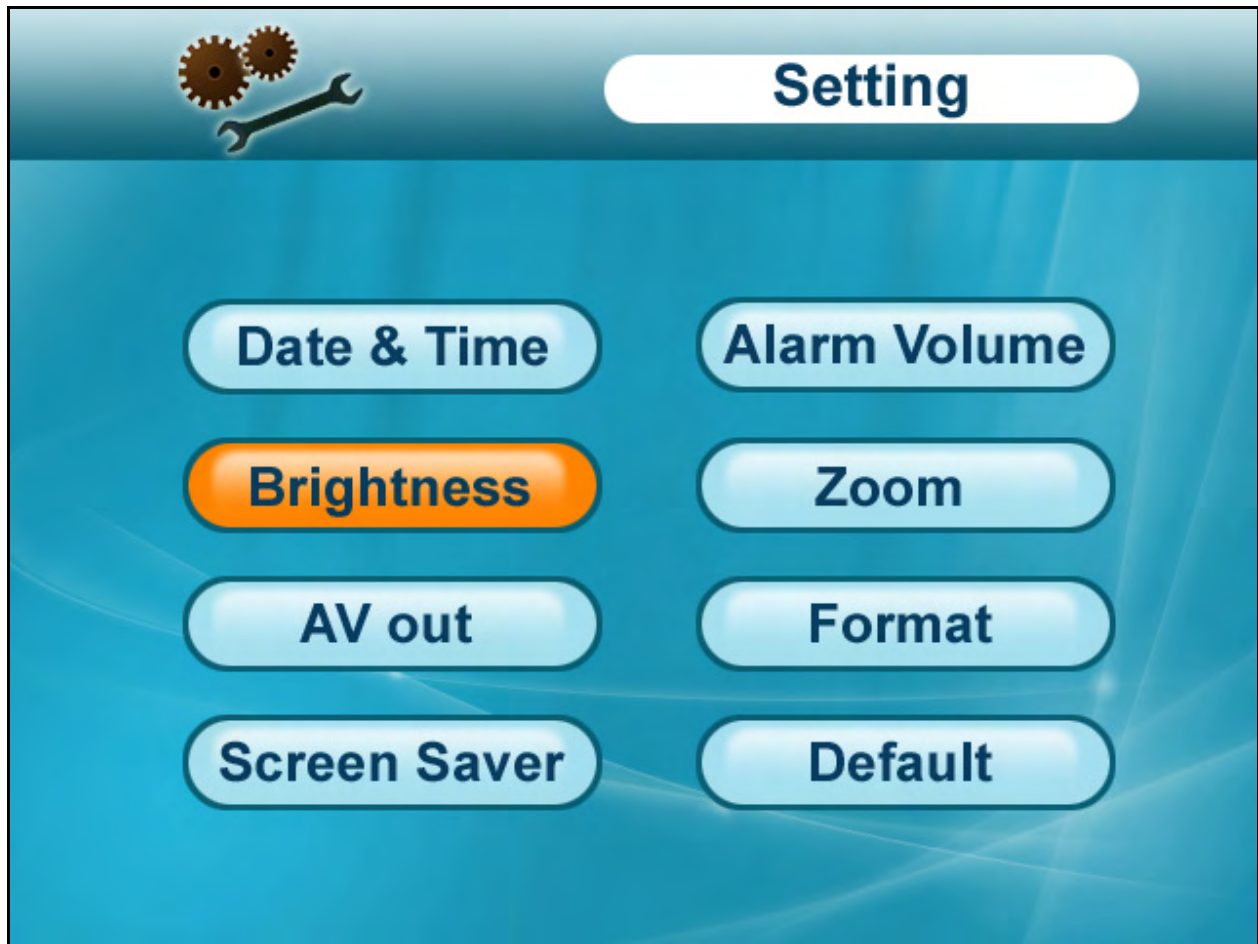 Setting
Date & Time
Alarm Volume
Brightness
Zoom
AV out
Format
Screen Saver
Default